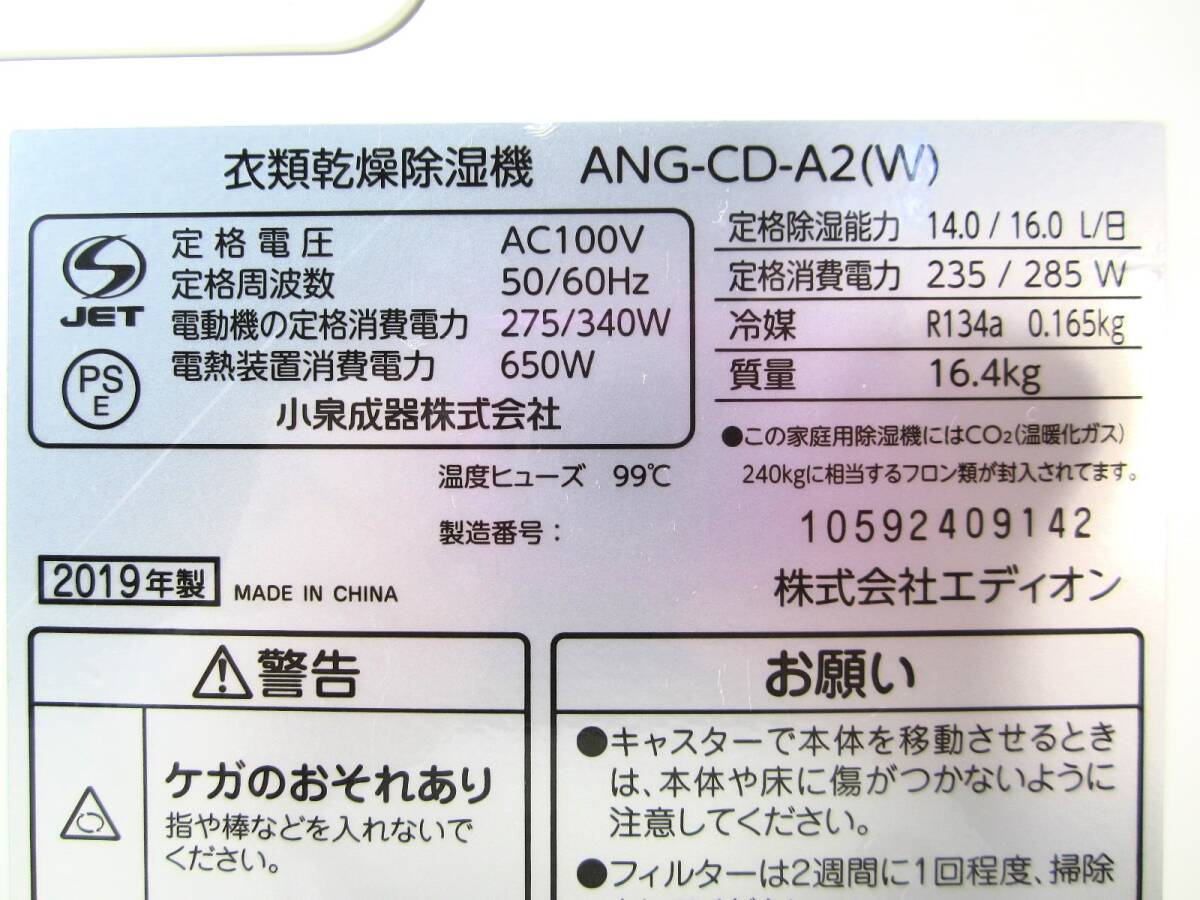 衣類乾燥除湿機 ANG-CD-A2(W)
JET
PS
E
定格電圧 AC100V
定格周波数 50/60Hz
電動機の定格消費電力 275/340W
電熱装置消費電力 650W
小泉成器株式会社
定格除湿能力 14.0 / 16.0 L/日
定格消費電力 235 / 285 W
冷媒 R134a 0.165kg
質量 16.4kg
●この家庭用除湿機にはCO₂(温暖化ガス)
240kgに相当するフロン類が封入されてます。
温度ヒューズ 99℃
製造番号: 10592409142
2019年製 MADE IN CHINA
株式会社エディオン
⚠警告
ケガのおそれあり
指や棒などを入れないで
ください。
お願い
●キャスターで本体を移動させるとき
は、本体や床に傷がつかないように
注意してください。
●フィルターは2週間に1回程度、掃除